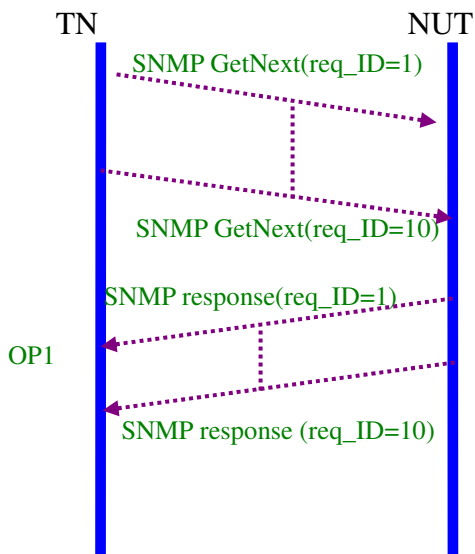 TN NUT
SNMP GetNext(req_ID=1)
SNMP GetNext(req_ID=10)
SNMP response(req_ID=1)
OP1
SNMP response (req_ID=10)